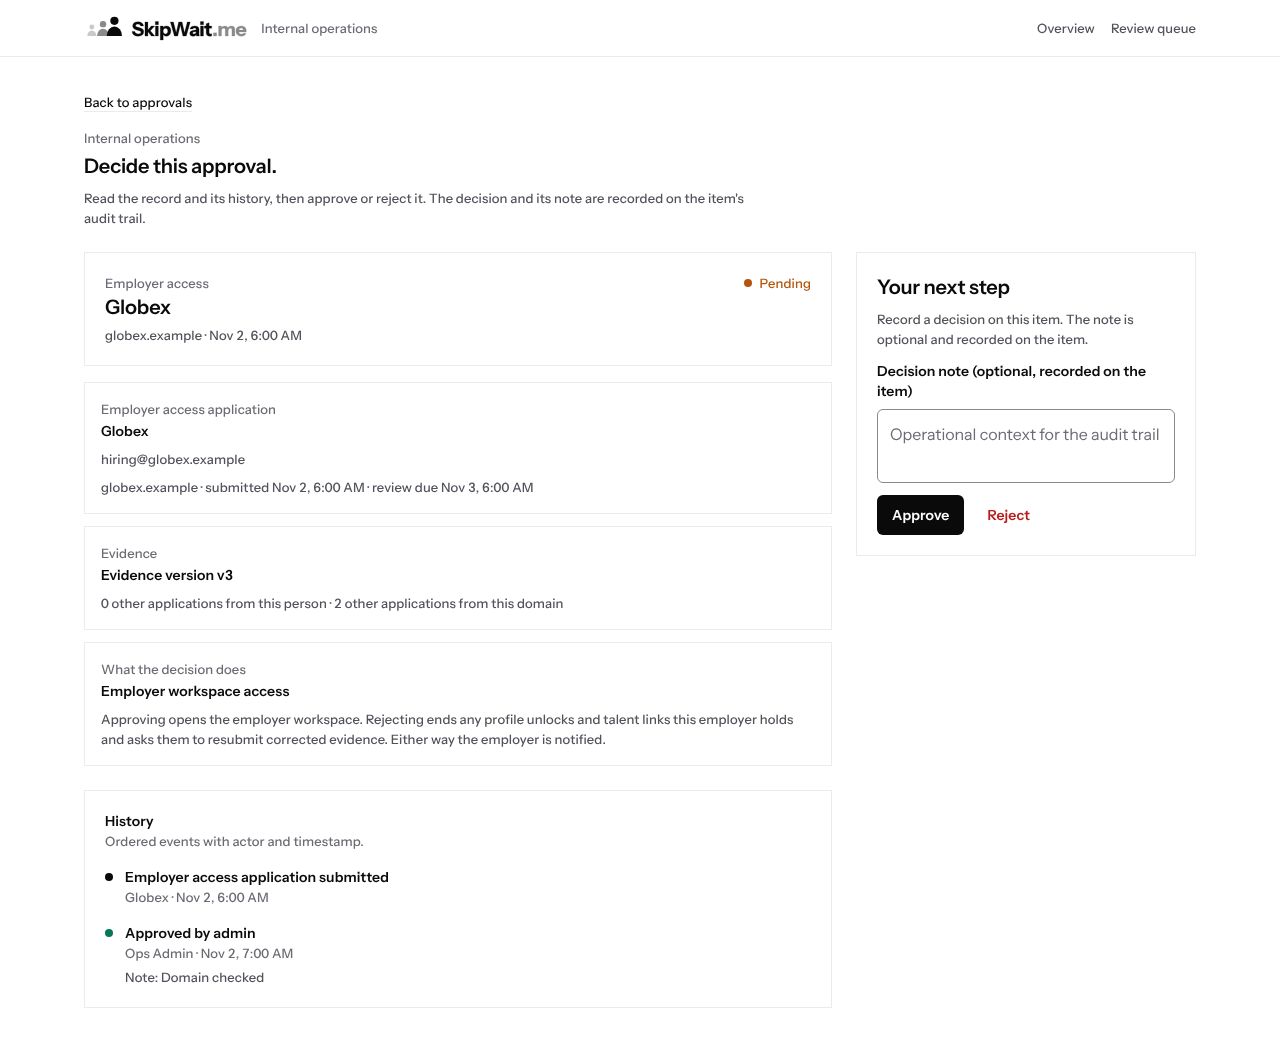 SkipWait.me
Internal operations
Overview
Review queue
Back to approvals
Internal operations
Decide this approval.
Read the record and its history, then approve or reject it. The decision and its note are recorded on the item's
audit trail.
Employer access
Pending
Globex
globex.example · Nov 2, 6:00 AM
Employer access application
Globex
hiring@globex.example
globex.example · submitted Nov 2, 6:00 AM · review due Nov 3, 6:00 AM
Evidence
Evidence version v3
0 other applications from this person · 2 other applications from this domain
What the decision does
Employer workspace access
Approving opens the employer workspace. Rejecting ends any profile unlocks and talent links this employer holds
and asks them to resubmit corrected evidence. Either way the employer is notified.
History
Ordered events with actor and timestamp.
Employer access application submitted
Globex · Nov 2, 6:00 AM
Approved by admin
Ops Admin · Nov 2, 7:00 AM
Note: Domain checked
Your next step
Record a decision on this item. The note is
optional and recorded on the item.
Decision note (optional, recorded on the
item)
Operational context for the audit trail
Approve
Reject